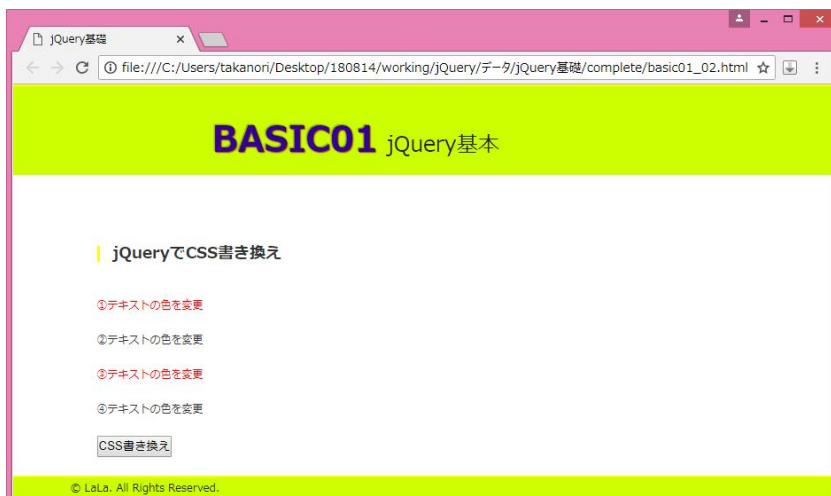 jQuery基礎
file:///C:/Users/takanori/Desktop/180814/working/jQuery/データ/jQuery基礎/complete/basic01_02.html
BASIC01 jQuery基本
jQueryでCSS書き換え
①テキストの色を変更
②テキストの色を変更
③テキストの色を変更
④テキストの色を変更
CSS書き換え
© LaLa. All Rights Reserved.